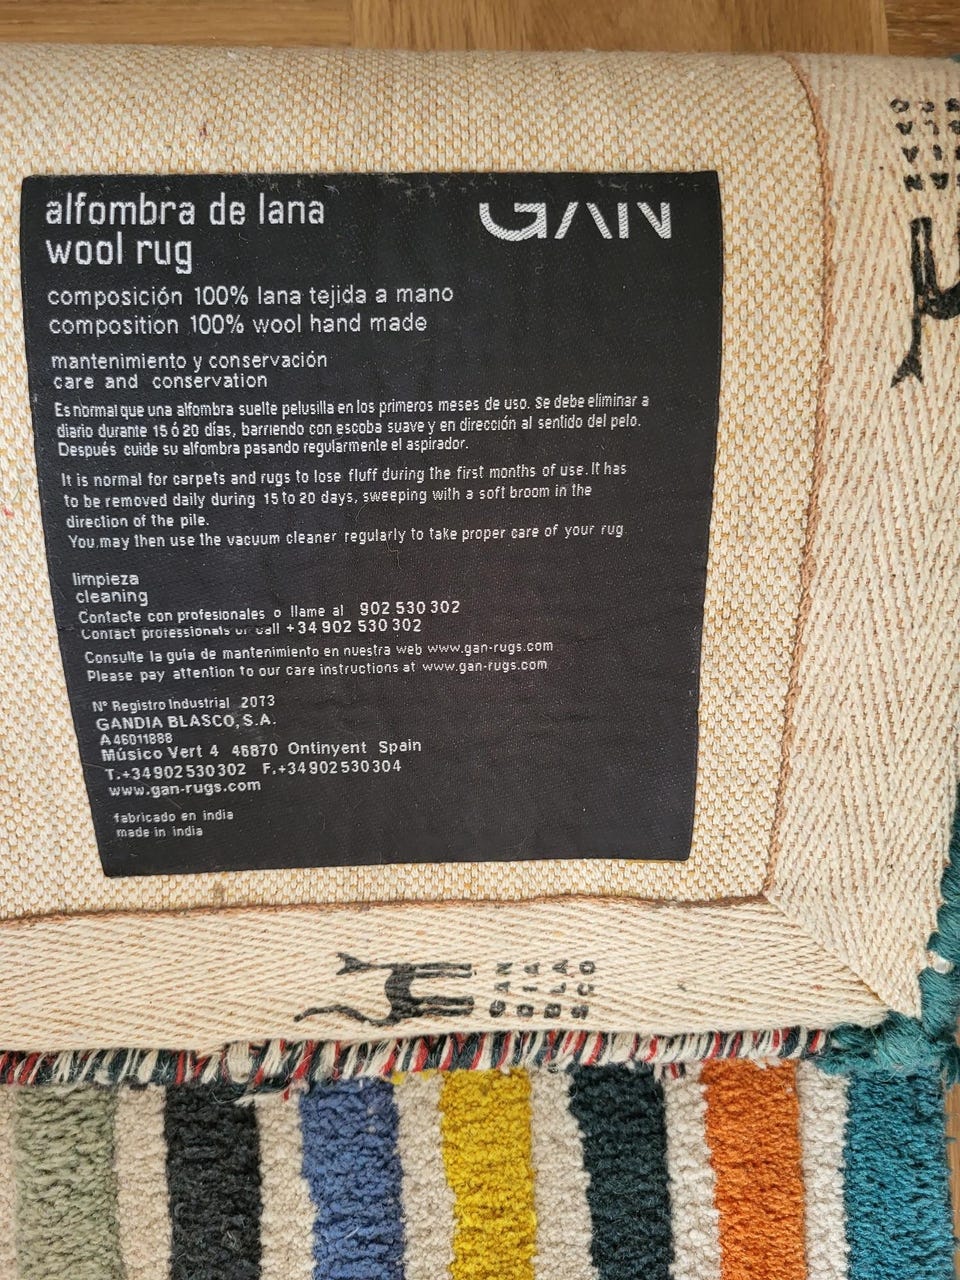 alfombra de lana
wool rug
GAN
composición 100% lana tejida a mano
composition 100% wool hand made
mantenimiento y conservación
care and conservation
Es normal que una alfombra suelte pelusilla en los primeros meses de uso. Se debe eliminar a
diario durante 15 ó 20 días, barriendo con escoba suave y en dirección al sentido del pelo.
Después cuide su alfombra pasando regularmente el aspirador.
It is normal for carpets and rugs to lose fluff during the first months of use. It has
to be removed daily during 15 to 20 days, sweeping with a soft broom in the
direction of the pile.
You may then use the vacuum cleaner regularly to take proper care of your rug
limpieza
cleaning
Contacte con profesionales o llame al 902 530 302
Contact professionals or call +34 902 530 302
Consulte la guía de mantenimiento en nuestra web www.gan-rugs.com
Please pay attention to our care instructions at www.gan-rugs.com
Nº Registro Industrial 2073
GANDIA BLASCO, S.A.
A46011888
Músico Vert 4 46870 Ontinyent Spain
T.+34902530302 F.+34902530304
www.gan-rugs.com
fabricado en india
made in india
GAN
DIA
BLA
SCO